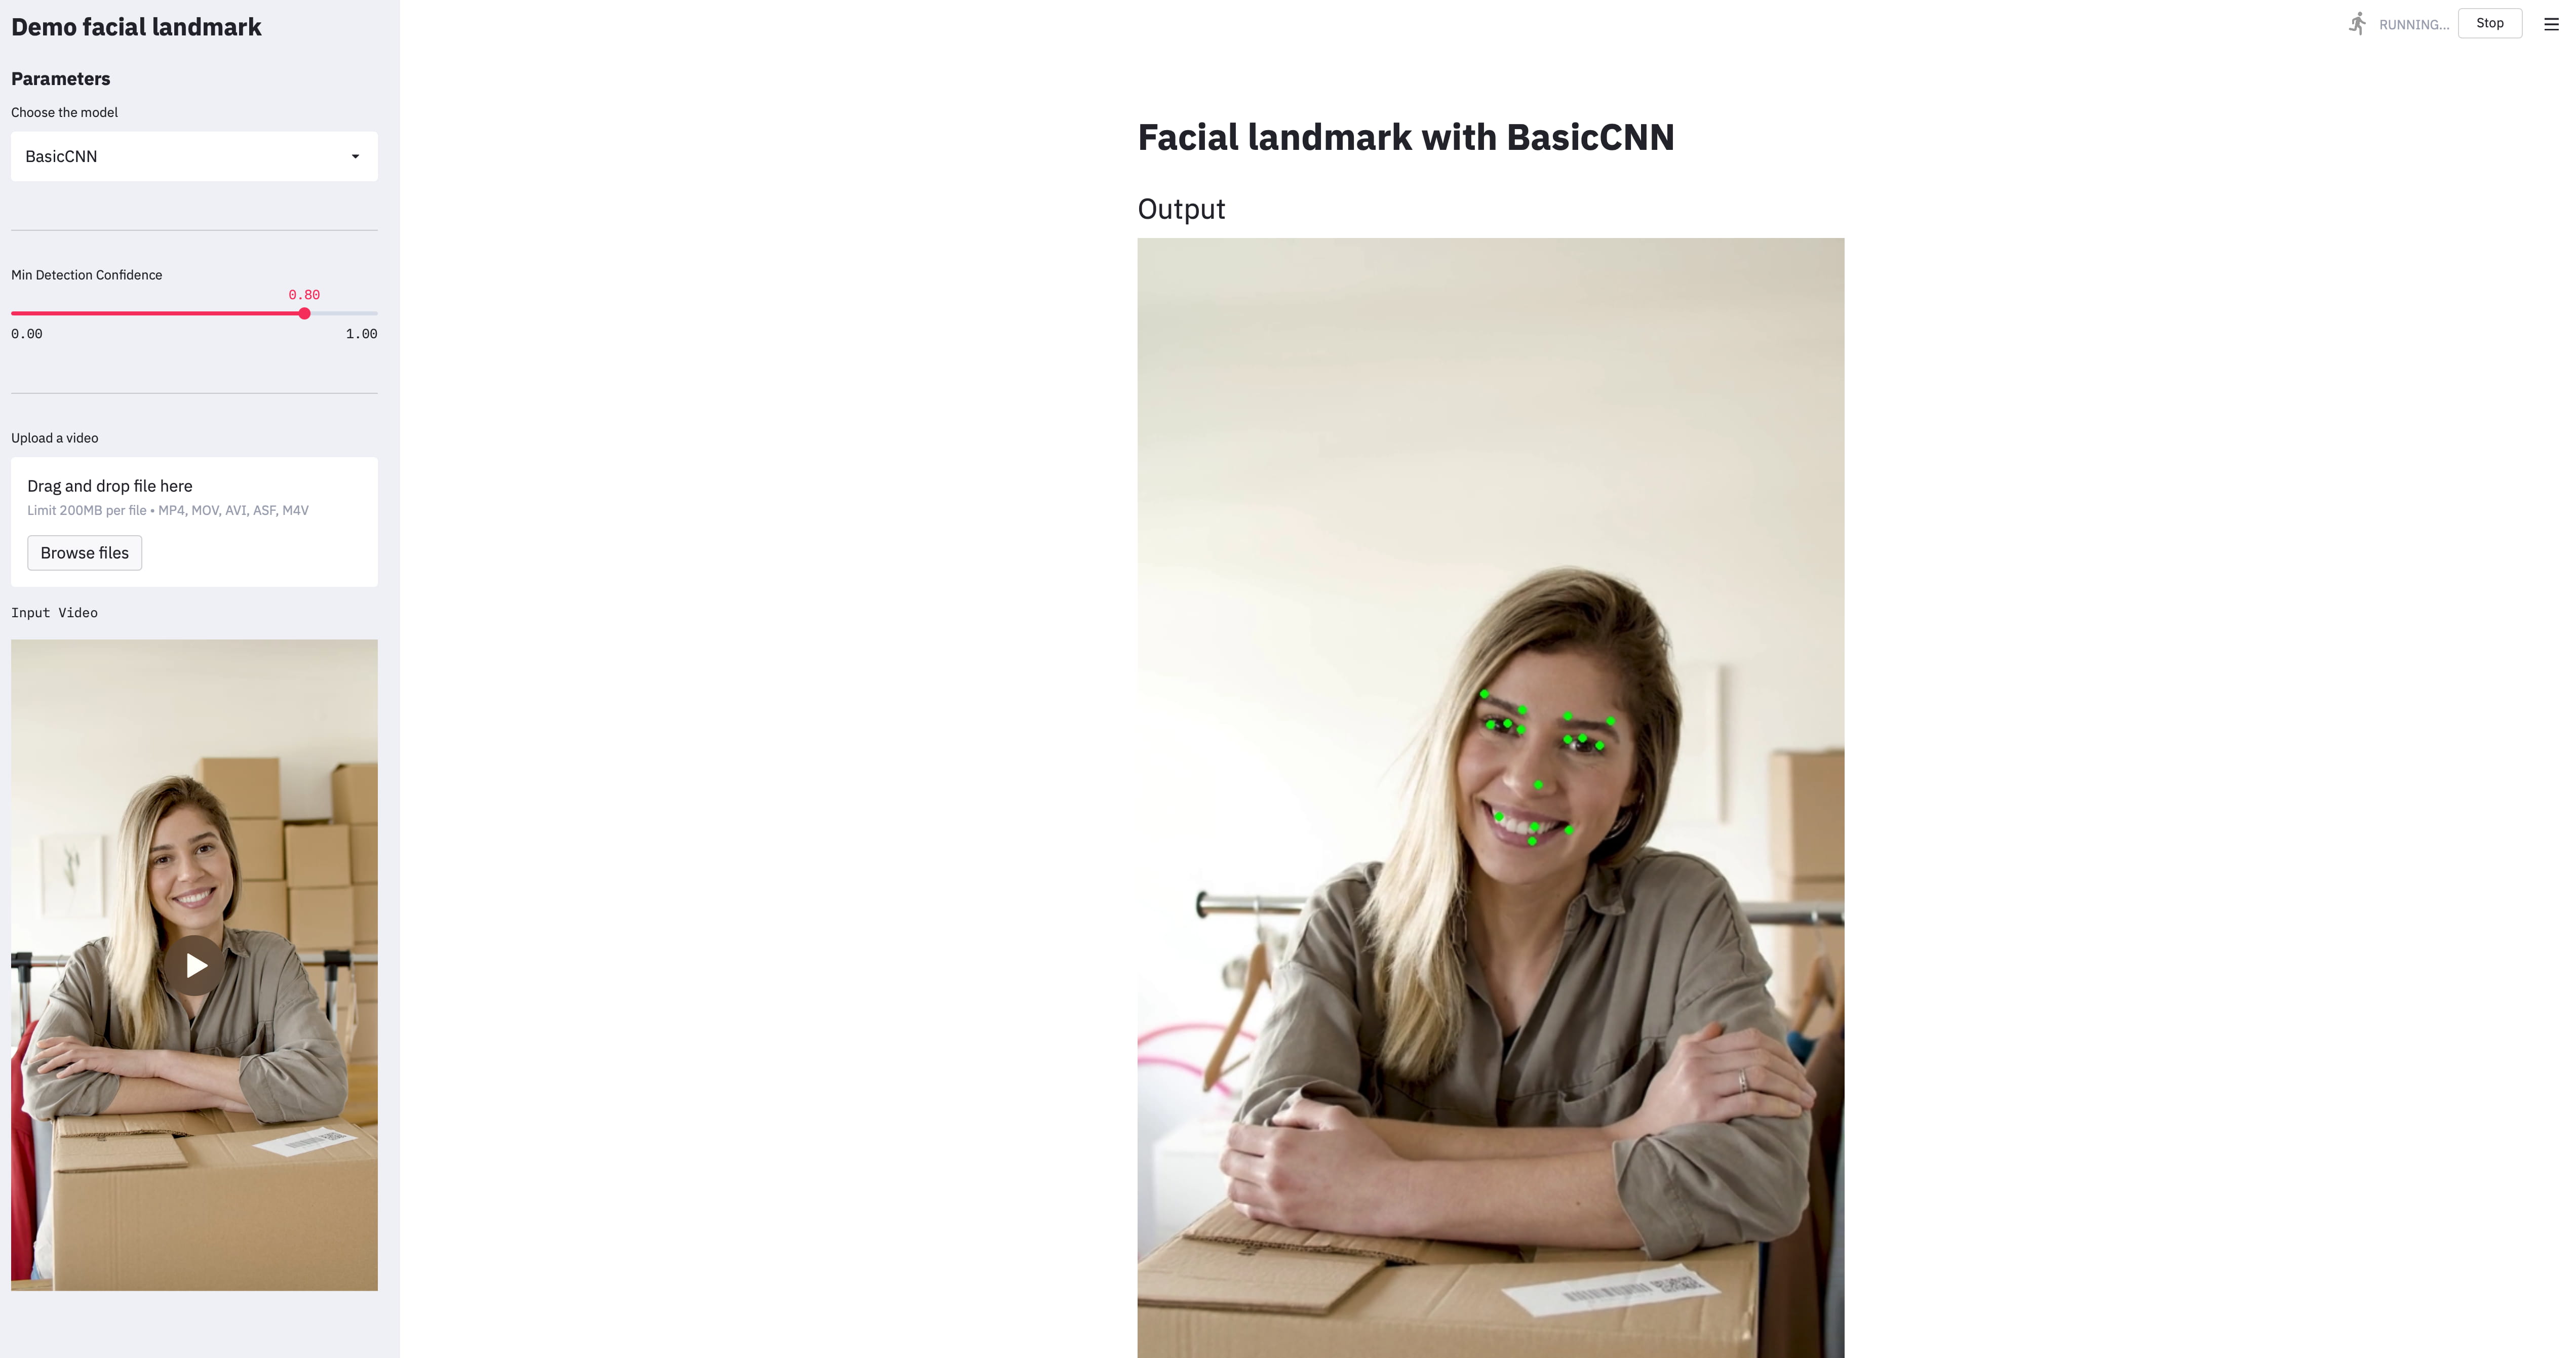 Demo facial landmark
Parameters
Choose the model
BasicCNN
Min Detection Confidence
0.80
0.00
1.00
Upload a video
Drag and drop file here
Limit 200MB per file • MP4, MOV, AVI, ASF, M4V
Browse files
Input Video
RUNNING...
Stop
Facial landmark with BasicCNN
Output